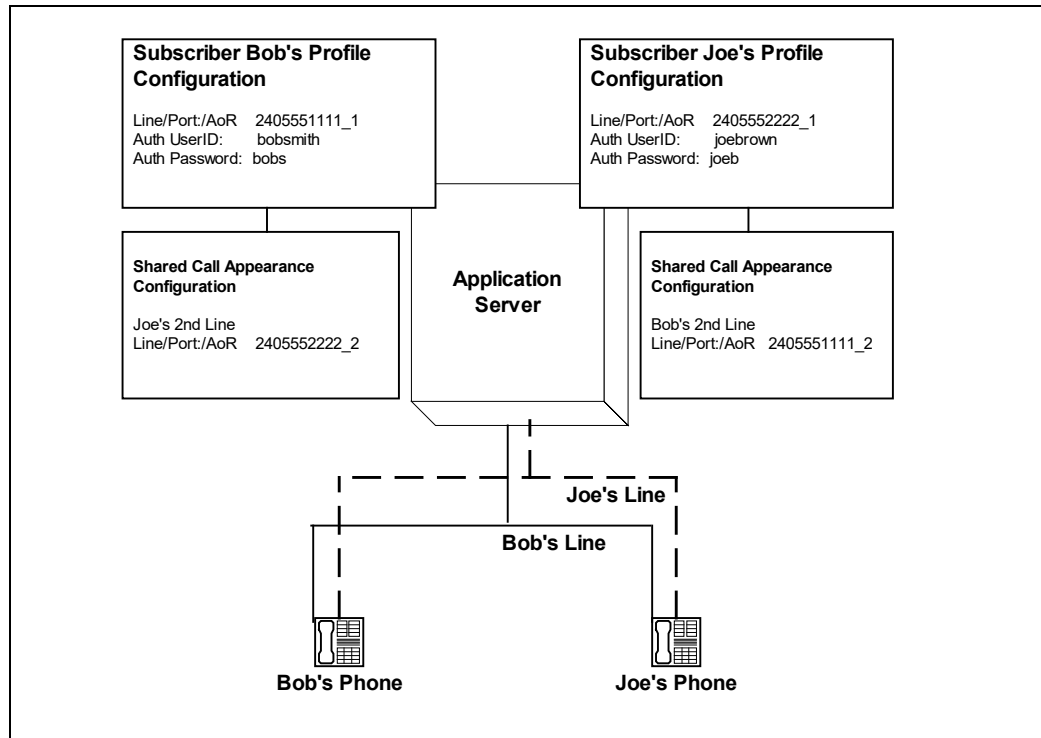 Subscriber Bob's Profile
Configuration
Line/Port:/AoR 2405551111_1
Auth UserID: bobsmith
Auth Password: bobs
Subscriber Joe's Profile
Configuration
Line/Port:/AoR 2405552222_1
Auth UserID: joebrown
Auth Password: joeb
Shared Call Appearance
Configuration
Joe's 2nd Line
Line/Port:/AoR 2405552222_2
Application
Server
Shared Call Appearance
Configuration
Bob's 2nd Line
Line/Port:/AoR 2405551111_2
Joe's Line
Bob's Line
Bob's Phone
Joe's Phone